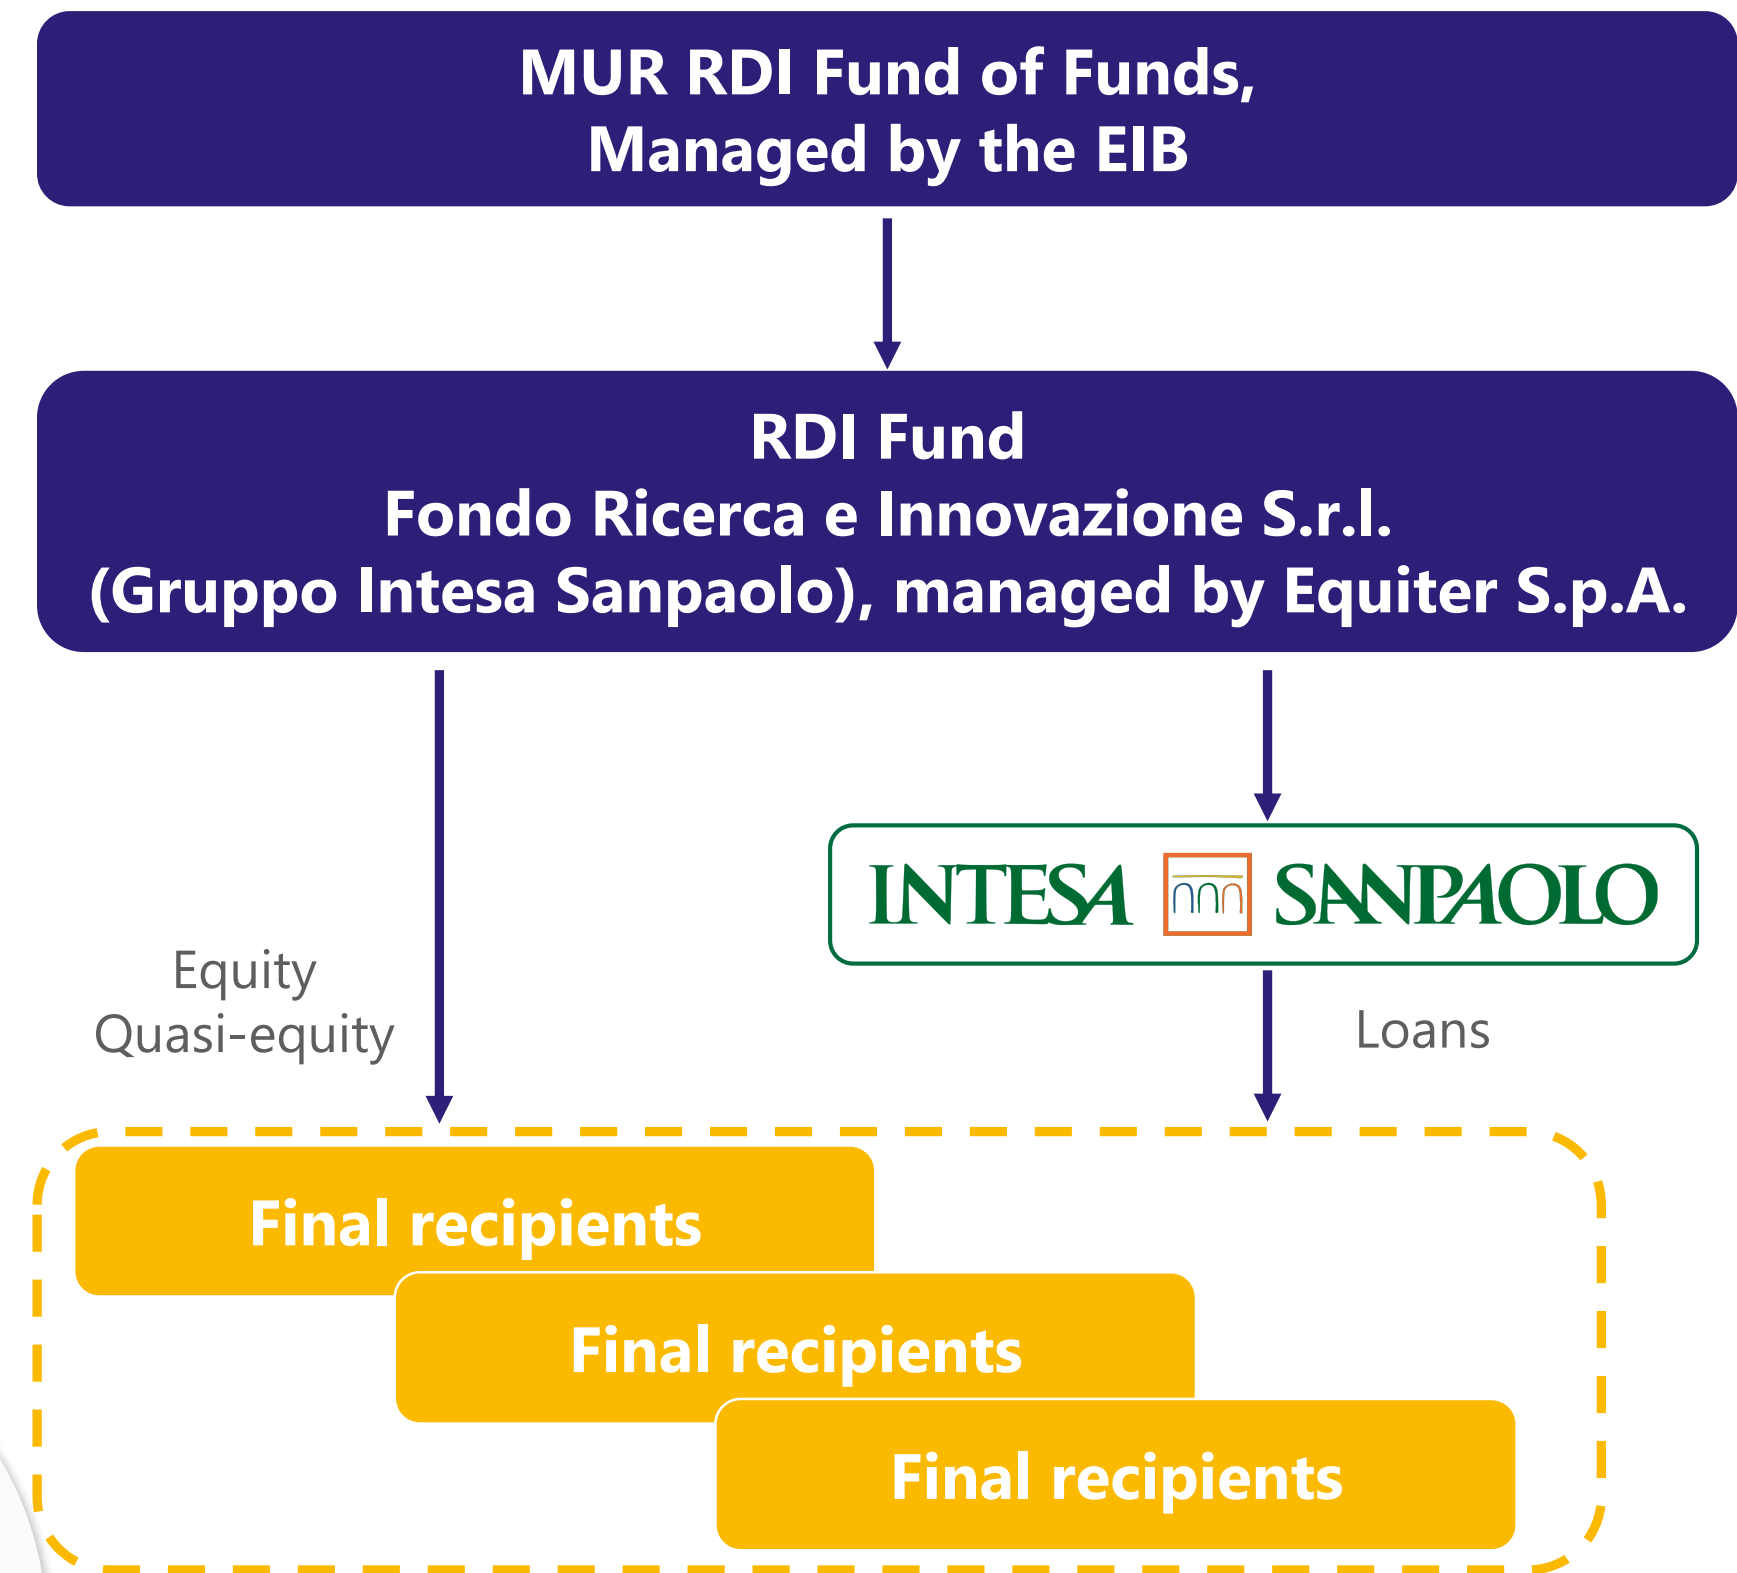 MUR RDI Fund of Funds,
Managed by the EIB
RDI Fund
Fondo Ricerca e Innovazione S.r.l.
(Gruppo Intesa Sanpaolo), managed by Equiter S.p.A.
INTESA SANPAOLO
Equity
Quasi-equity
Loans
Final recipients
Final recipients
Final recipients